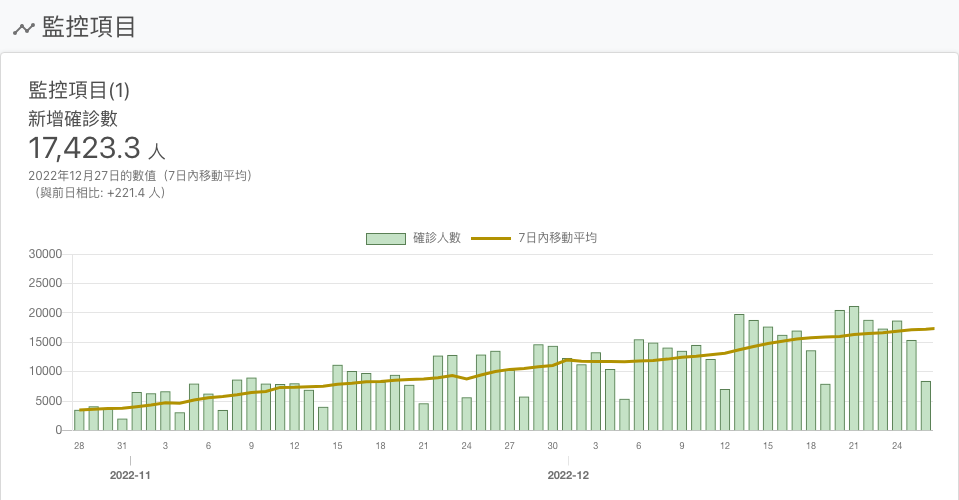 監控項目
監控項目(1)
新增確診數
17,423.3 人
2022年12月27日的數值（7日內移動平均）
（與前日相比: +221.4 人）
確診人數 7日內移動平均
30000
25000
20000
15000
10000
5000
0
28 31 3 6 9 12 15 18 21 24 27 30 3 6 9 12 15 18 21 24
2022-11 2022-12